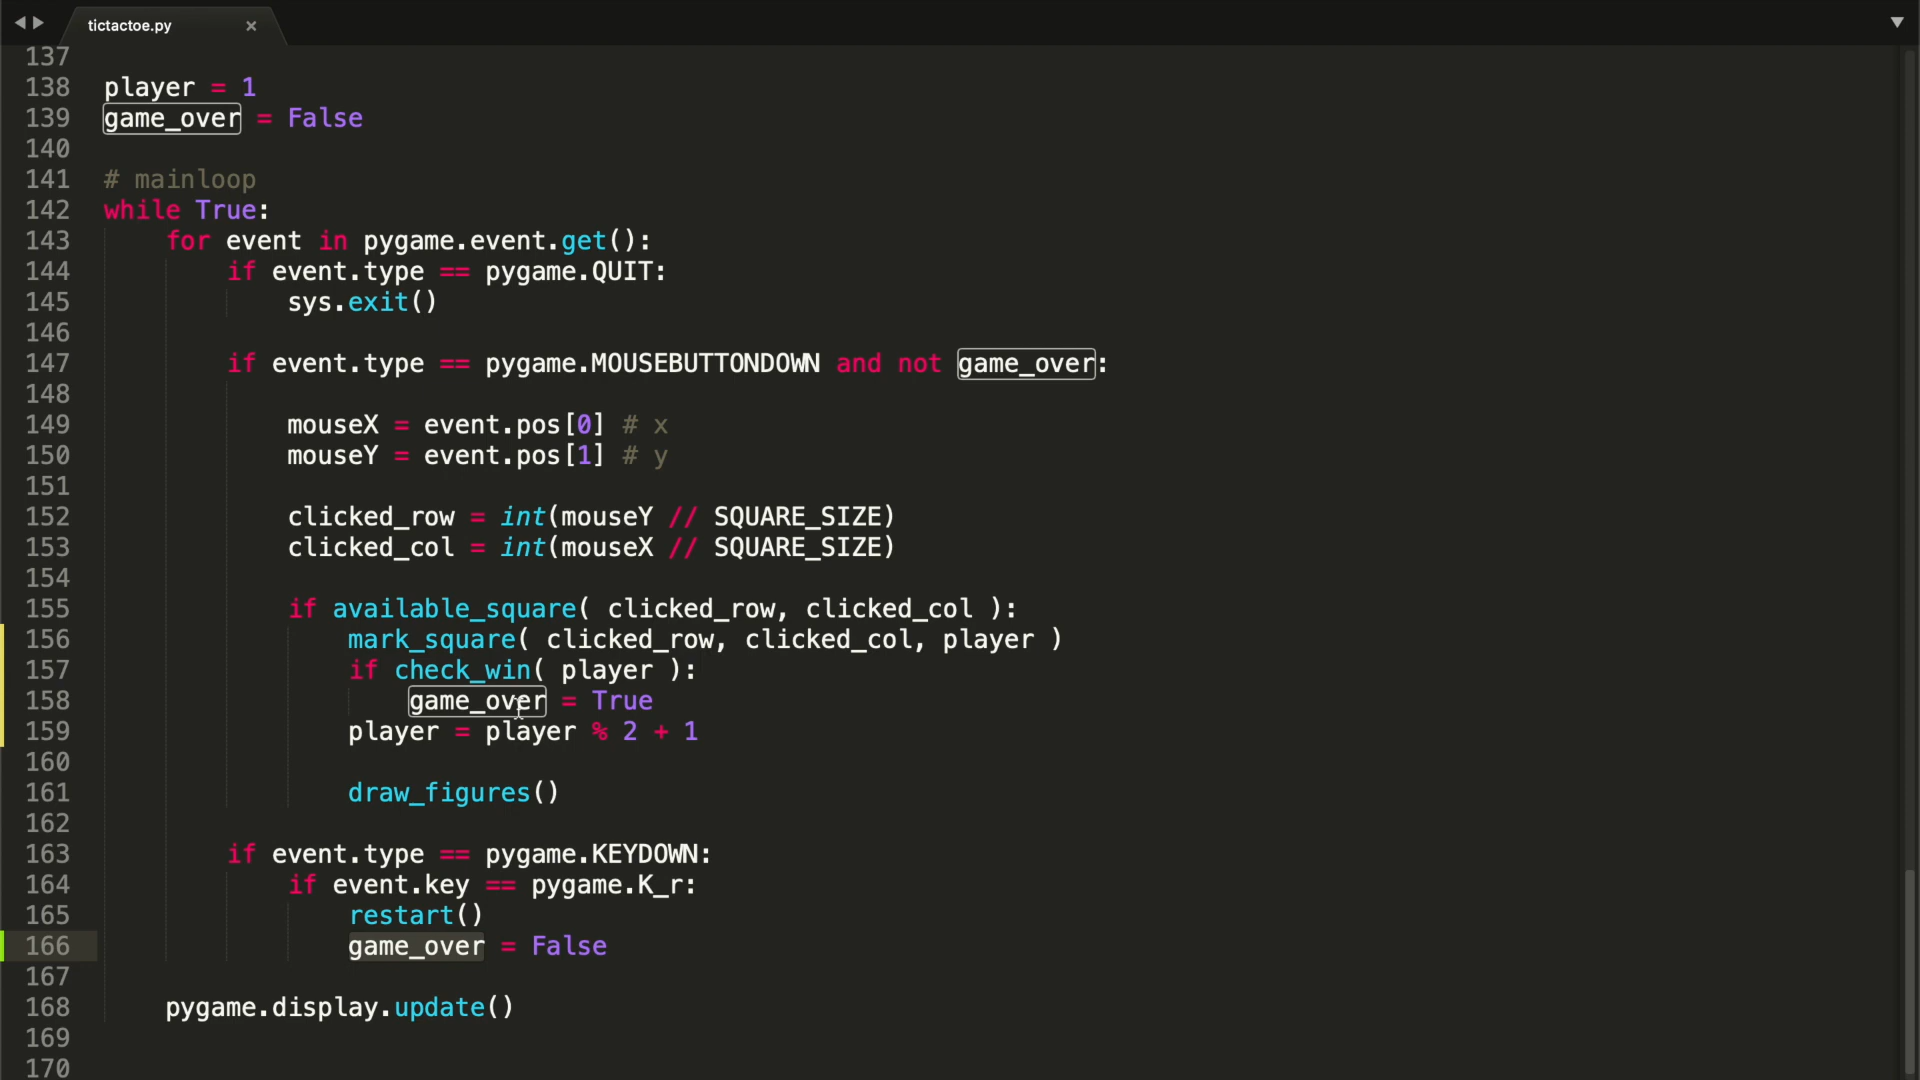 tictactoe.py ×
137
138 player = 1
139 game_over = False
140
141 # mainloop
142 while True:
143     for event in pygame.event.get():
144         if event.type == pygame.QUIT:
145             sys.exit()
146
147         if event.type == pygame.MOUSEBUTTONDOWN and not game_over:
148
149             mouseX = event.pos[0] # x
150             mouseY = event.pos[1] # y
151
152             clicked_row = int(mouseY // SQUARE_SIZE)
153             clicked_col = int(mouseX // SQUARE_SIZE)
154
155             if available_square( clicked_row, clicked_col ):
156                 mark_square( clicked_row, clicked_col, player )
157                 if check_win( player ):
158                     game_over = True
159                 player = player % 2 + 1
160
161                 draw_figures()
162
163         if event.type == pygame.KEYDOWN:
164             if event.key == pygame.K_r:
165                 restart()
166                 game_over = False
167
168     pygame.display.update()
169
170